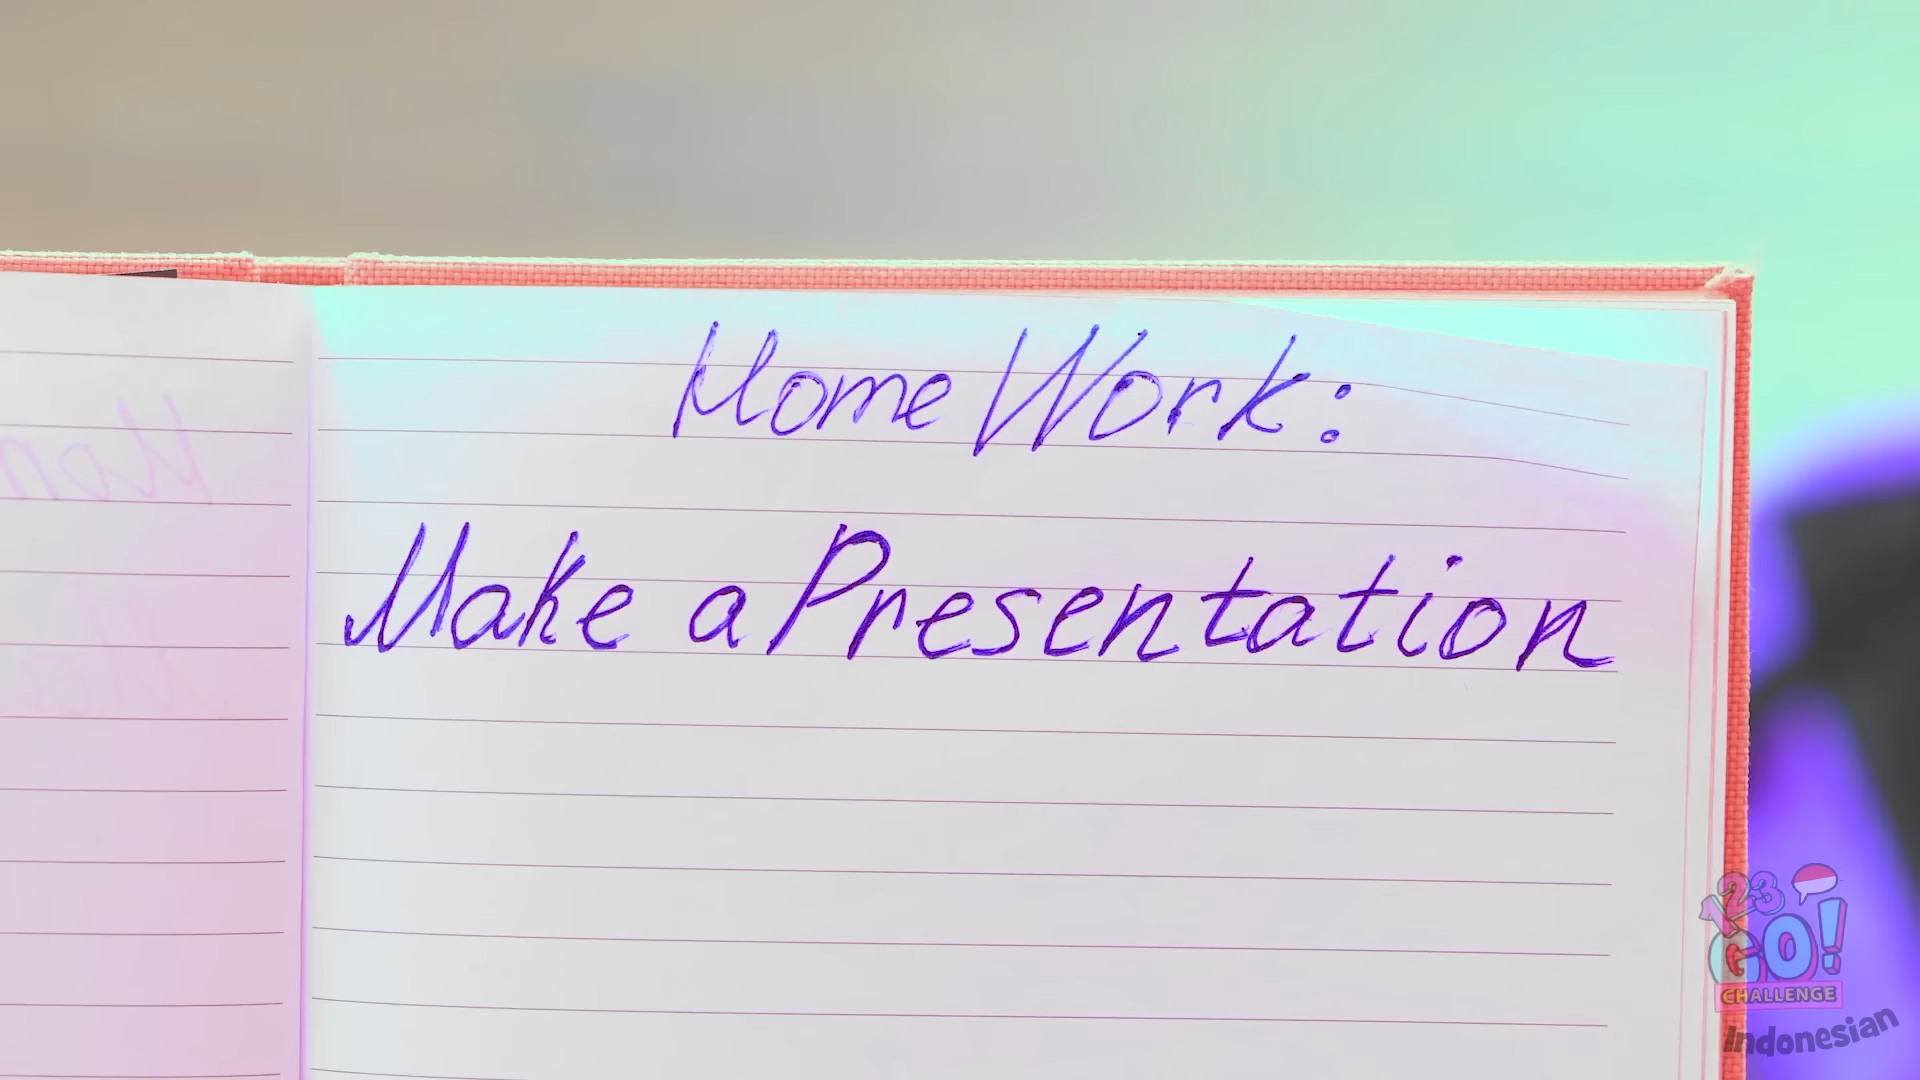 Home Work:
Make a Presentation
123
GO!
CHALLENGE
Indonesian